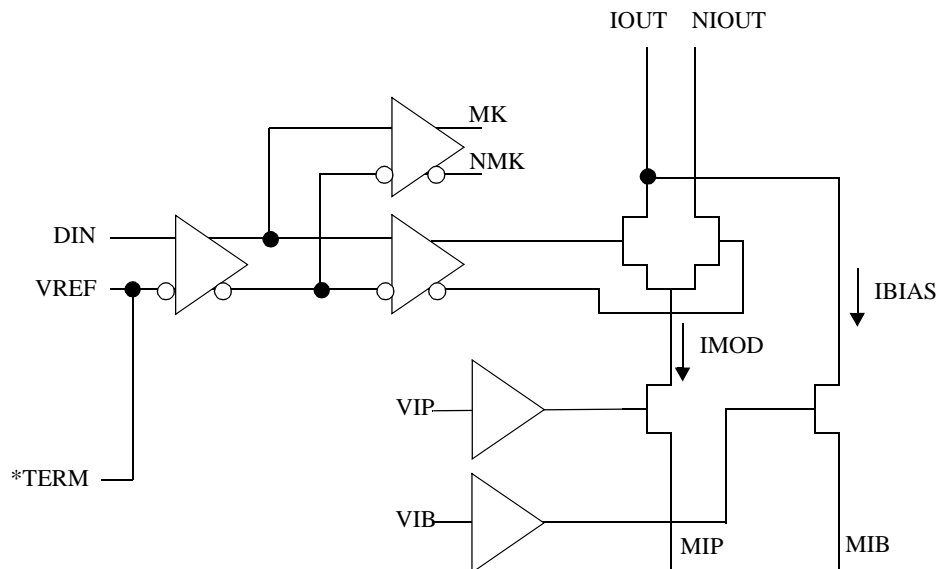 IOUT NIOUT
MK
NMK
DIN
VREF
IBIAS
IMOD
VIP
*TERM
VIB
MIP
MIB